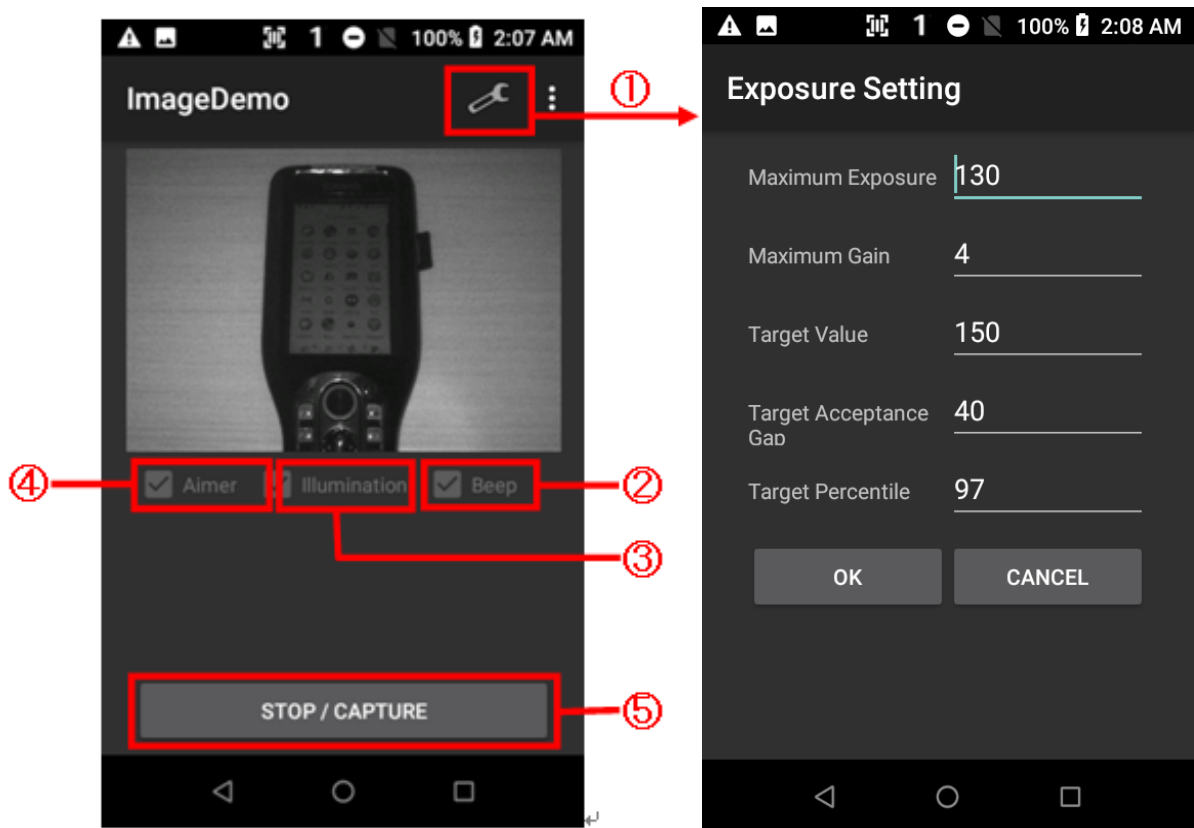 1 100% 2:07 AM
ImageDemo
①
Aimer Illumination Beep
④
②
③
STOP / CAPTURE
⑤
1 100% 2:08 AM
Exposure Setting
Maximum Exposure 130
Maximum Gain 4
Target Value 150
Target Acceptance 40
Gap
Target Percentile 97
OK CANCEL